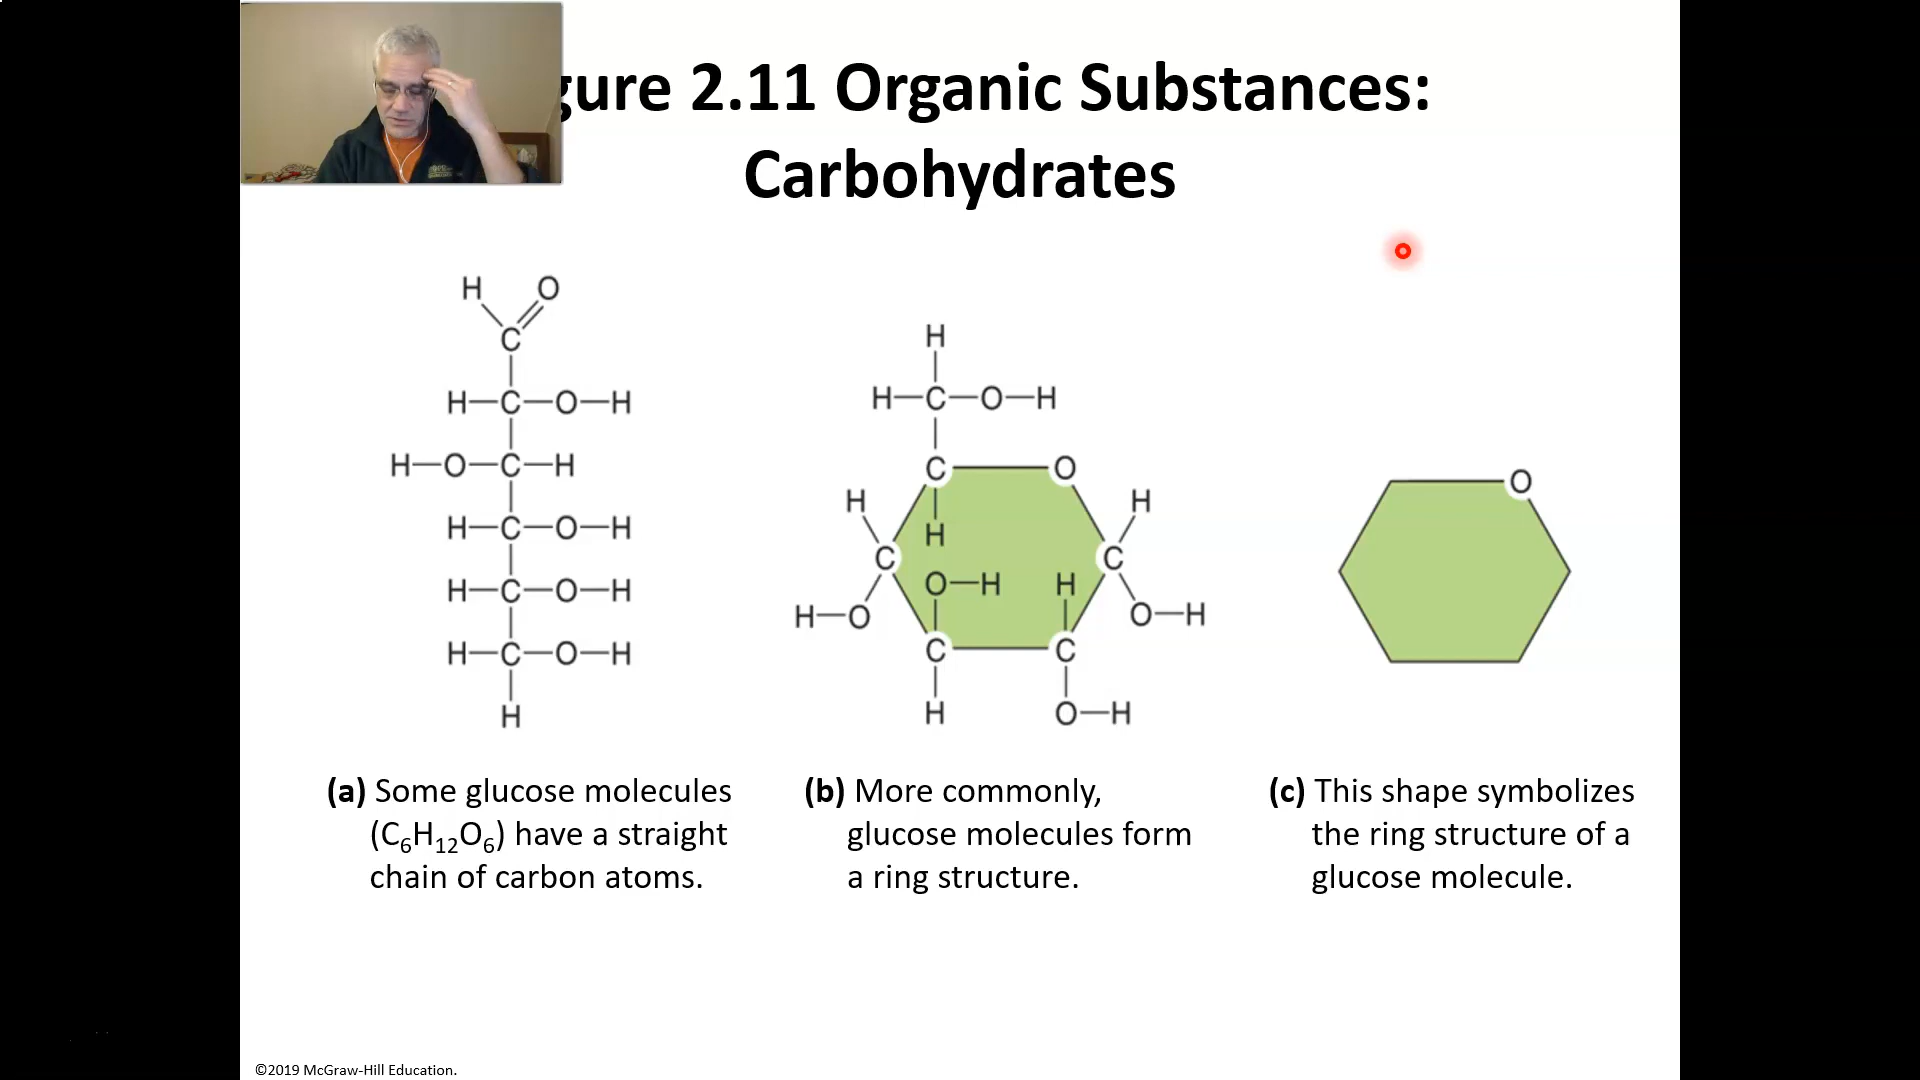 gure 2.11 Organic Substances:
Carbohydrates
H O
C
H
H—C—O—H
H—C—O—H
C O
O
H—O—C—H
H H
H
H—C—O—H
C C
O—H H
H—C—O—H
H—O O—H
H—C—O—H
C C
H
H O—H
(a) Some glucose molecules
(C₆H₁₂O₆) have a straight
chain of carbon atoms.
(b) More commonly,
glucose molecules form
a ring structure.
(c) This shape symbolizes
the ring structure of a
glucose molecule.
©2019 McGraw-Hill Education.